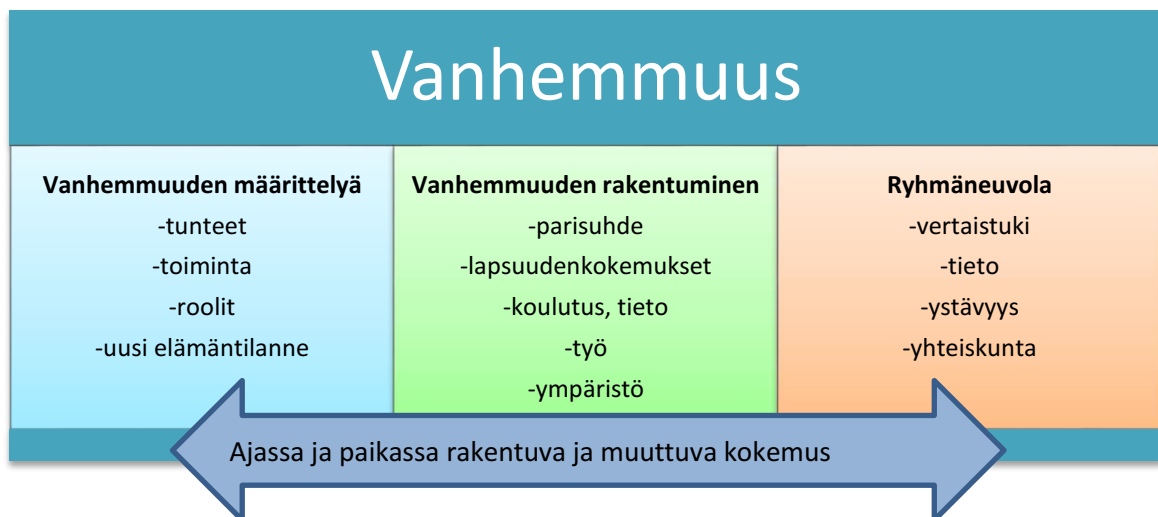 Vanhemmuus
Vanhemmuuden määrittelyä
-tunteet
-toiminta
-roolit
-uusi elämäntilanne
Vanhemmuuden rakentuminen
-parisuhde
-lapsuudenkokemukset
-koulutus, tieto
-työ
-ympäristö
Ryhmäneuvola
-vertaistuki
-tieto
-ystävyys
-yhteiskunta
Ajassa ja paikassa rakentuva ja muuttuva kokemus